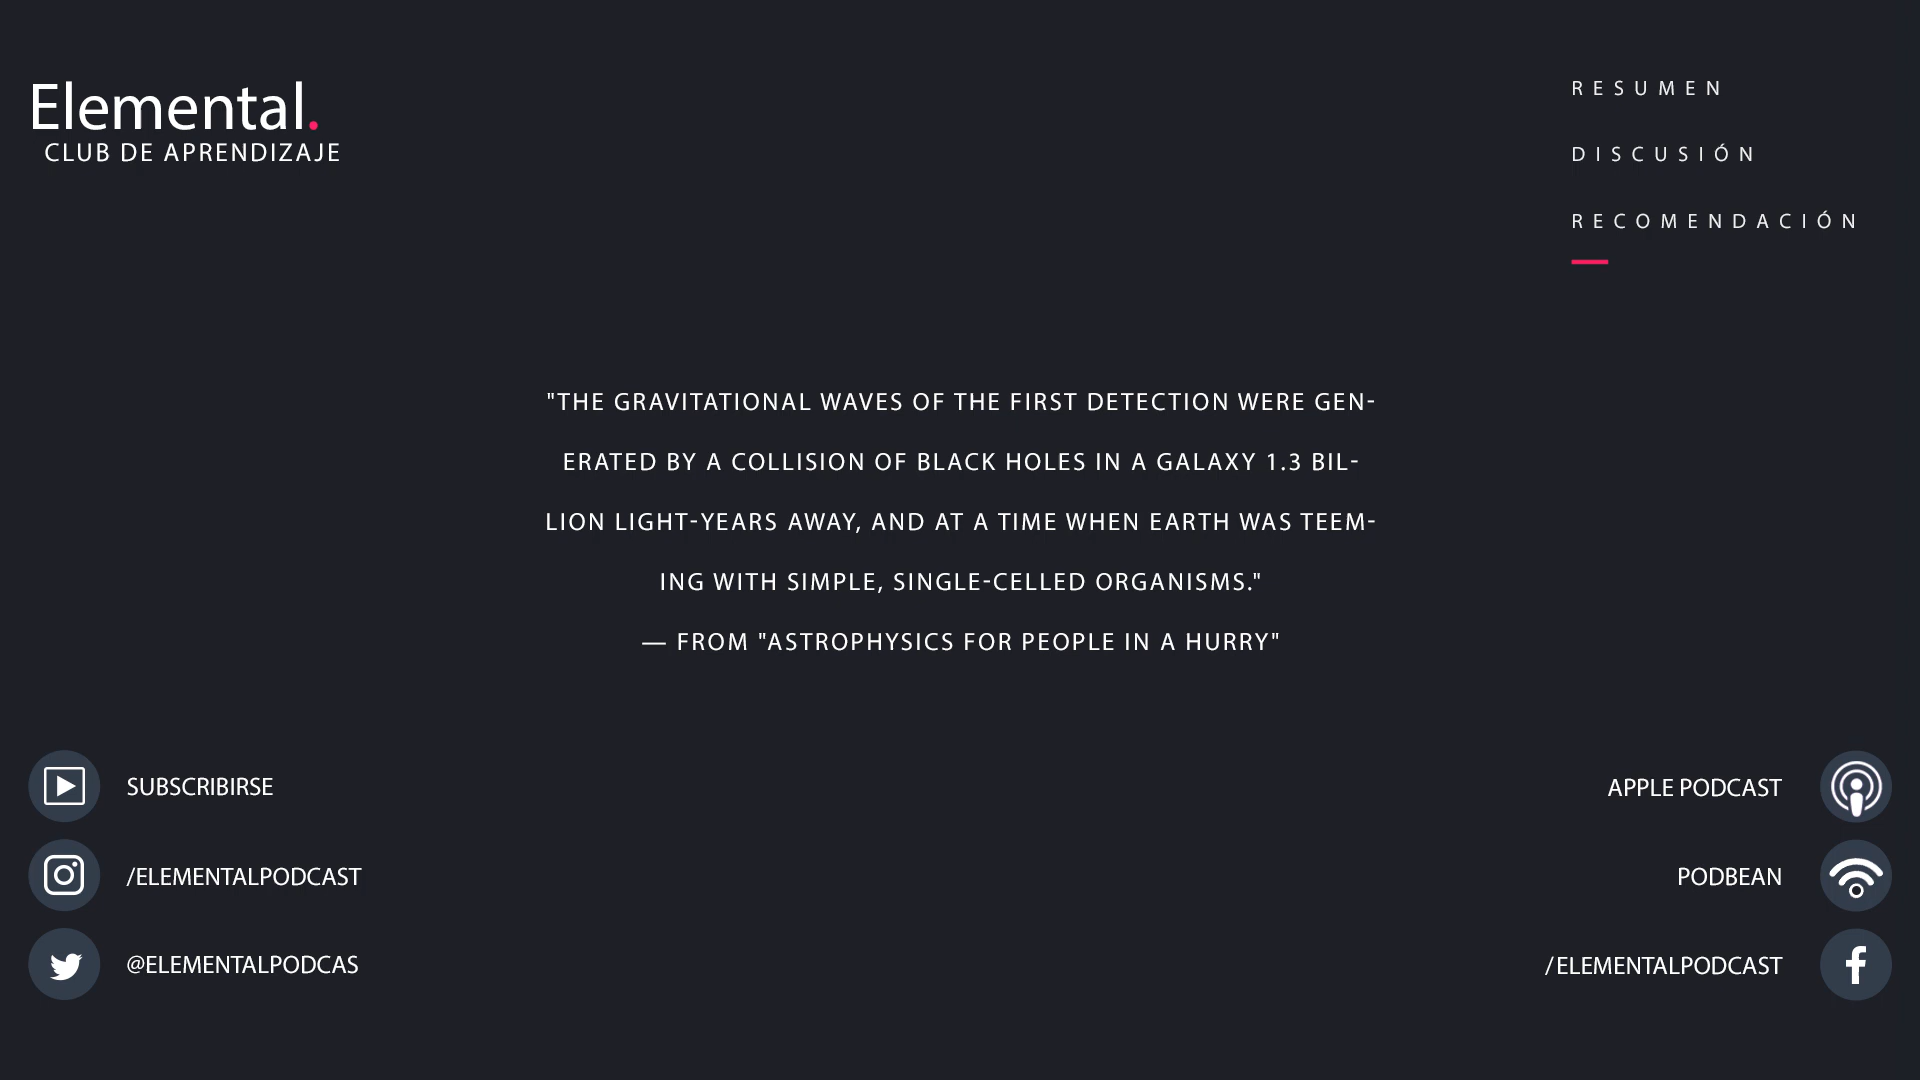 Elemental.
CLUB DE APRENDIZAJE
RESUMEN
DISCUSIÓN
RECOMENDACIÓN
"THE GRAVITATIONAL WAVES OF THE FIRST DETECTION WERE GEN-
ERATED BY A COLLISION OF BLACK HOLES IN A GALAXY 1.3 BIL-
LION LIGHT-YEARS AWAY, AND AT A TIME WHEN EARTH WAS TEEM-
ING WITH SIMPLE, SINGLE-CELLED ORGANISMS."
— FROM "ASTROPHYSICS FOR PEOPLE IN A HURRY"
SUBSCRIBIRSE
/ELEMENTALPODCAST
@ELEMENTALPODCAS
APPLE PODCAST
PODBEAN
/ELEMENTALPODCAST